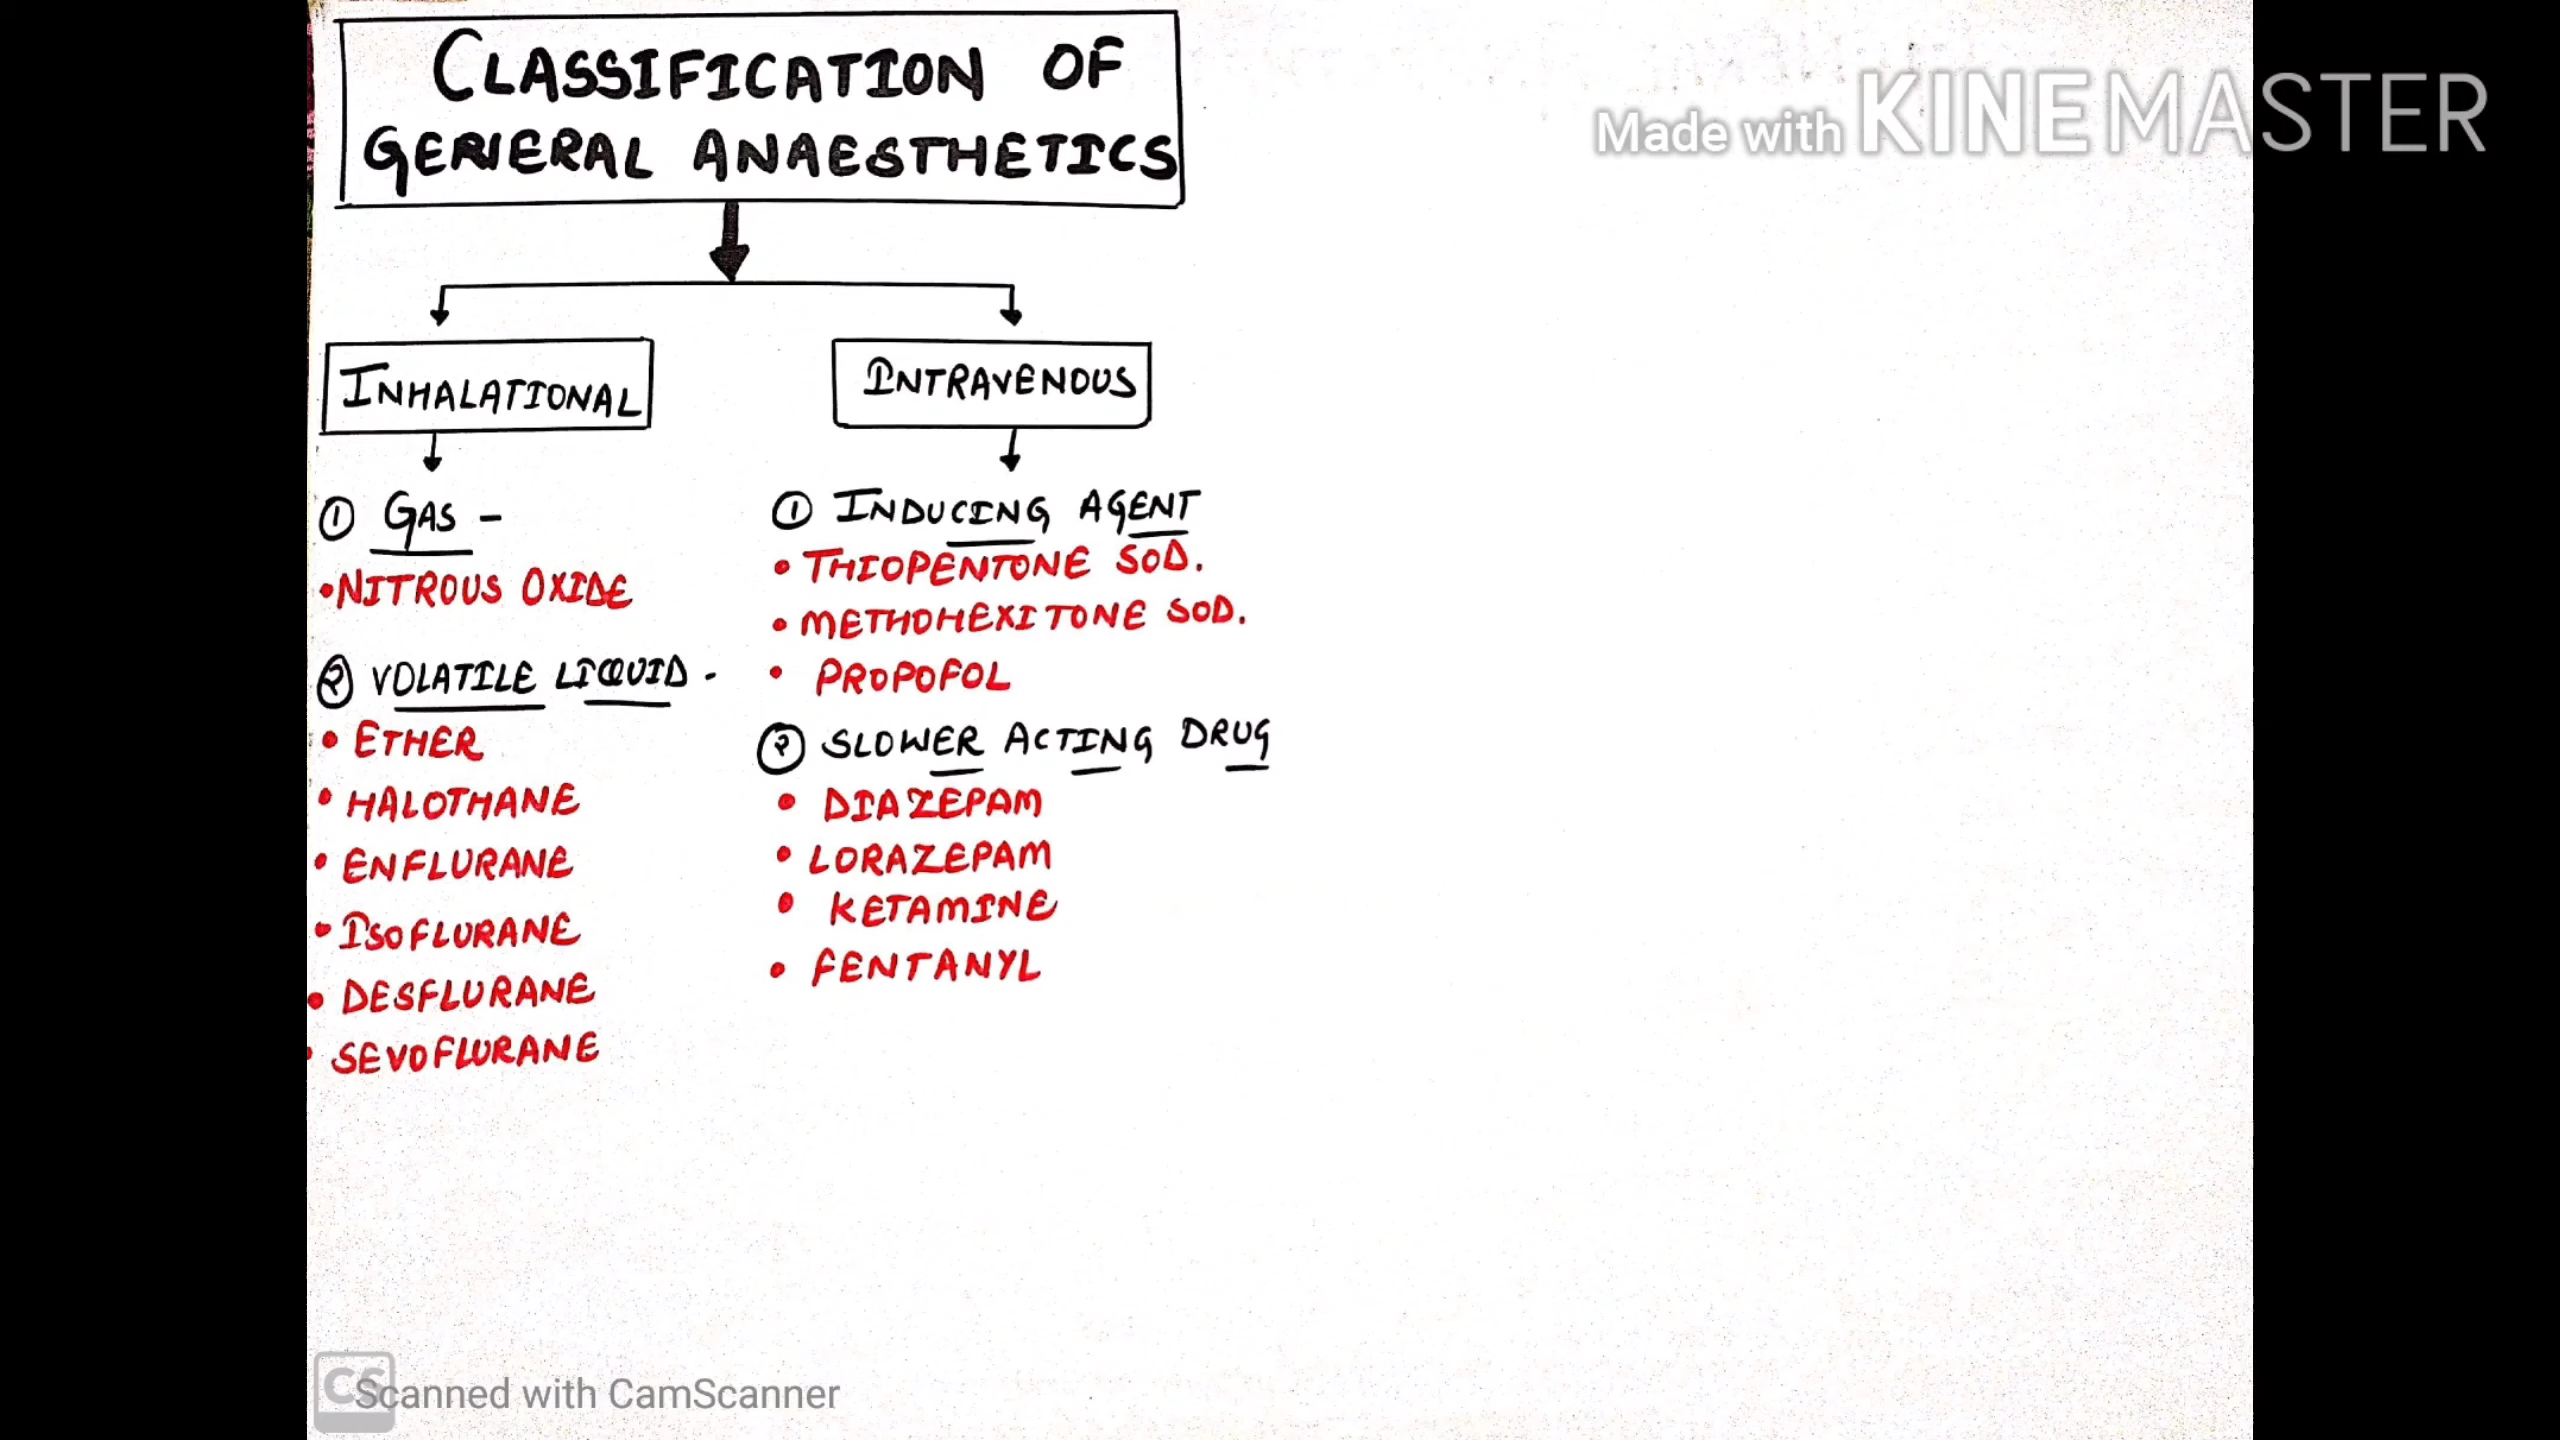 CLASSIFICATION OF
GENERAL ANAESTHETICS
Made with KINEMASTER
INHALATIONAL
① GAS -
• NITROUS OXIDE
② VOLATILE LIQUID -
• ETHER
• HALOTHANE
• ENFLURANE
• ISOFLURANE
• DESFLURANE
• SEVOFLURANE
INTRAVENOUS
① INDUCING AGENT
• THIOPENTONE SOD.
• METHOHEXITONE SOD.
• PROPOFOL
② SLOWER ACTING DRUG
• DIAZEPAM
• LORAZEPAM
• KETAMINE
• FENTANYL
CS Scanned with CamScanner